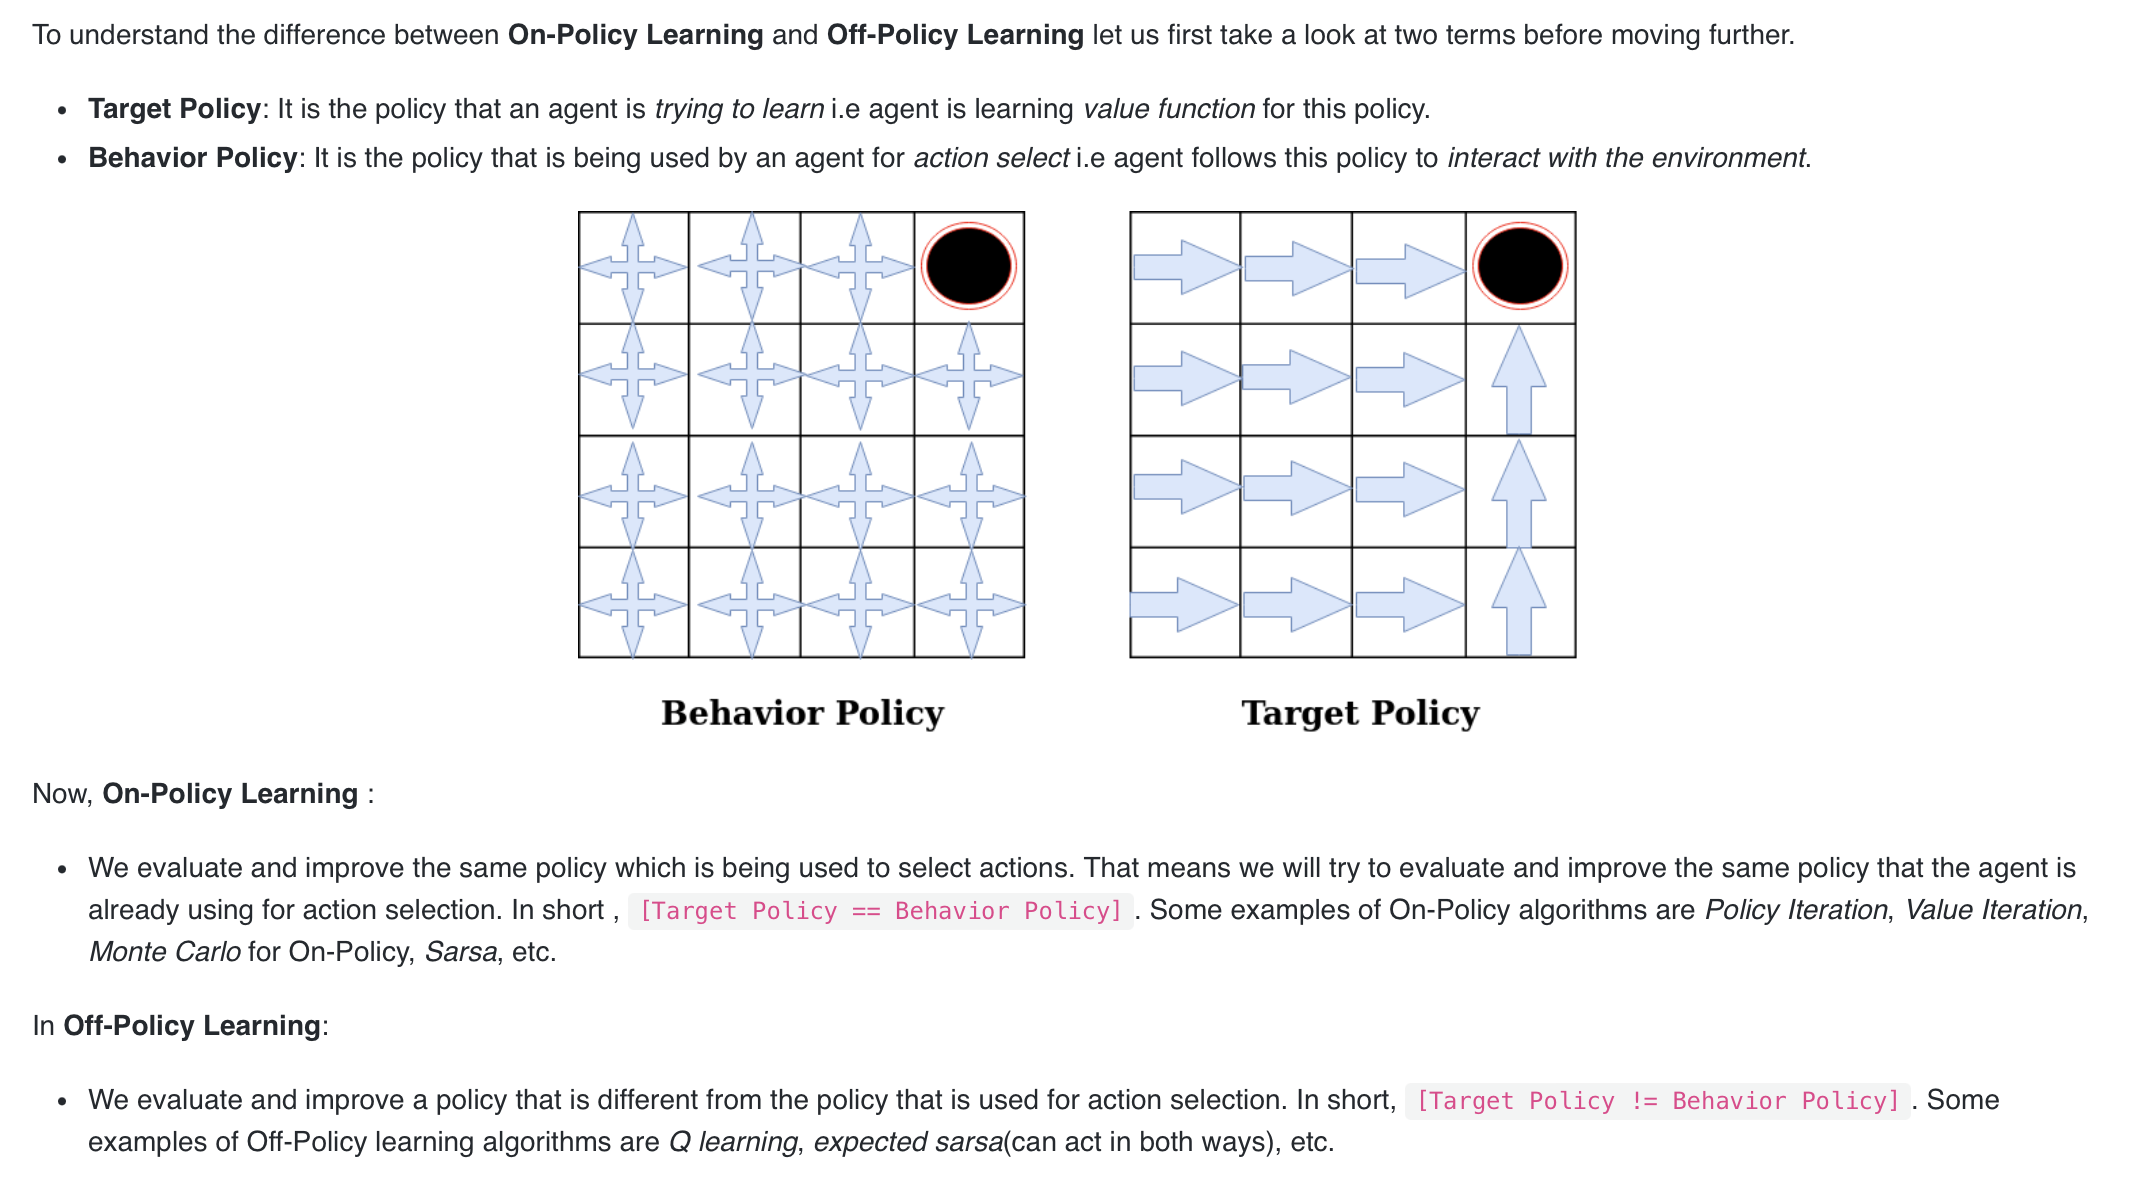 To understand the difference between On-Policy Learning and Off-Policy Learning let us first take a look at two terms before moving further.
• Target Policy: It is the policy that an agent is trying to learn i.e agent is learning value function for this policy.
• Behavior Policy: It is the policy that is being used by an agent for action select i.e agent follows this policy to interact with the environment.
Behavior Policy
Target Policy
Now, On-Policy Learning :
• We evaluate and improve the same policy which is being used to select actions. That means we will try to evaluate and improve the same policy that the agent is
already using for action selection. In short , [Target Policy == Behavior Policy] . Some examples of On-Policy algorithms are Policy Iteration, Value Iteration,
Monte Carlo for On-Policy, Sarsa, etc.
In Off-Policy Learning:
• We evaluate and improve a policy that is different from the policy that is used for action selection. In short, [Target Policy != Behavior Policy] . Some
examples of Off-Policy learning algorithms are Q learning, expected sarsa(can act in both ways), etc.